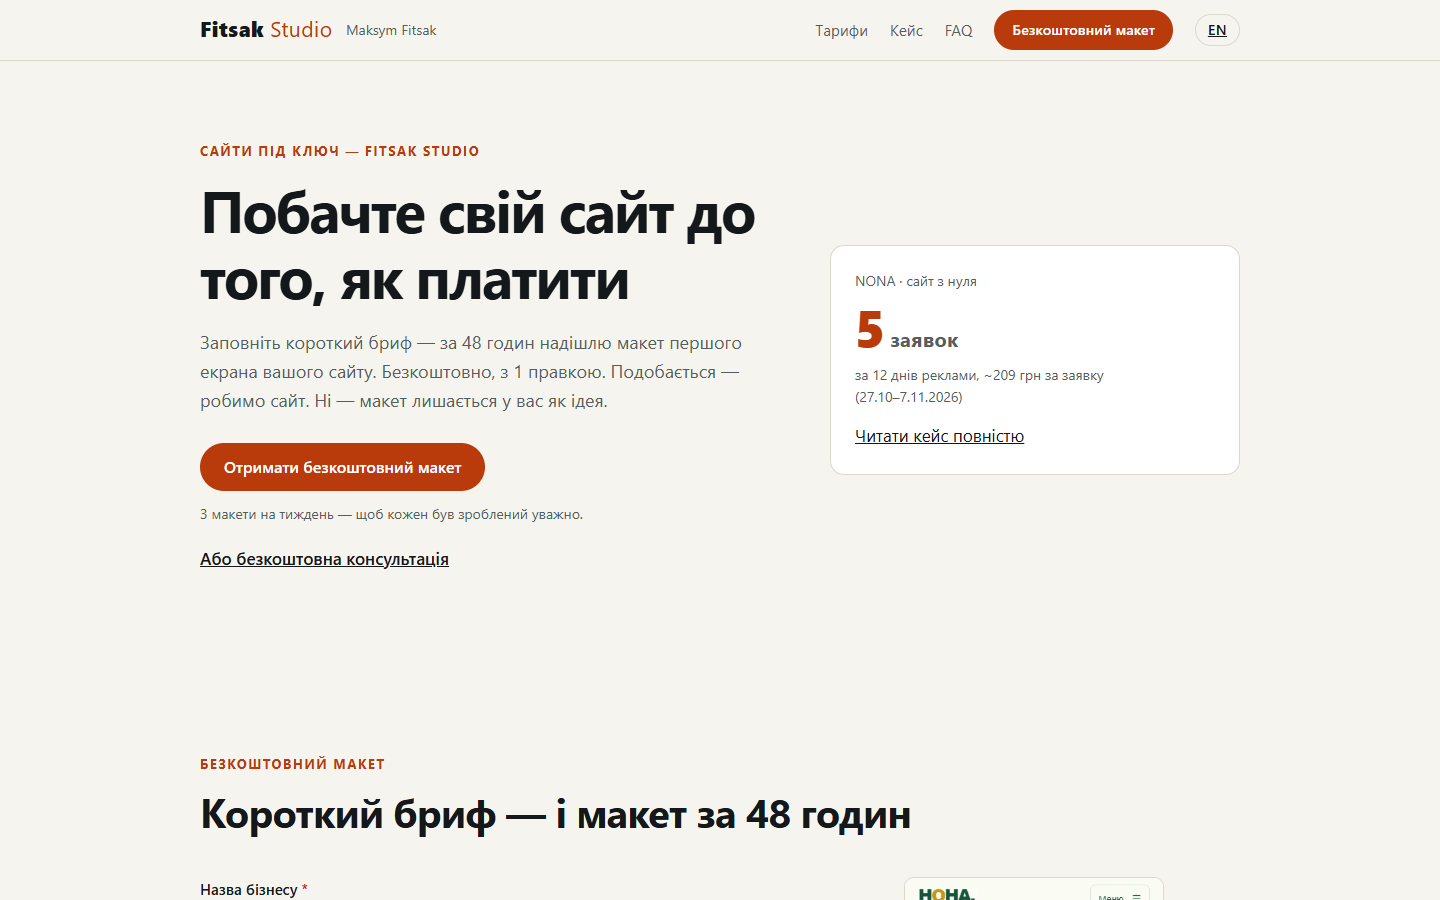 Fitsak Studio Maksym Fitsak Тарифи Кейс FAQ Безкоштовний макет EN
САЙТИ ПІД КЛЮЧ — FITSAK STUDIO
Побачте свій сайт до
того, як платити
Заповніть короткий бриф — за 48 годин надішлю макет першого
екрана вашого сайту. Безкоштовно, з 1 правкою. Подобається —
робимо сайт. Ні — макет лишається у вас як ідея.
Отримати безкоштовний макет
3 макети на тиждень — щоб кожен був зроблений уважно.
Або безкоштовна консультація
NONA · сайт з нуля
5 заявок
за 12 днів реклами, ~209 грн за заявку
(27.10–7.11.2026)
Читати кейс повністю
БЕЗКОШТОВНИЙ МАКЕТ
Короткий бриф — і макет за 48 годин
Назва бізнесу *
НОНА.
Меню